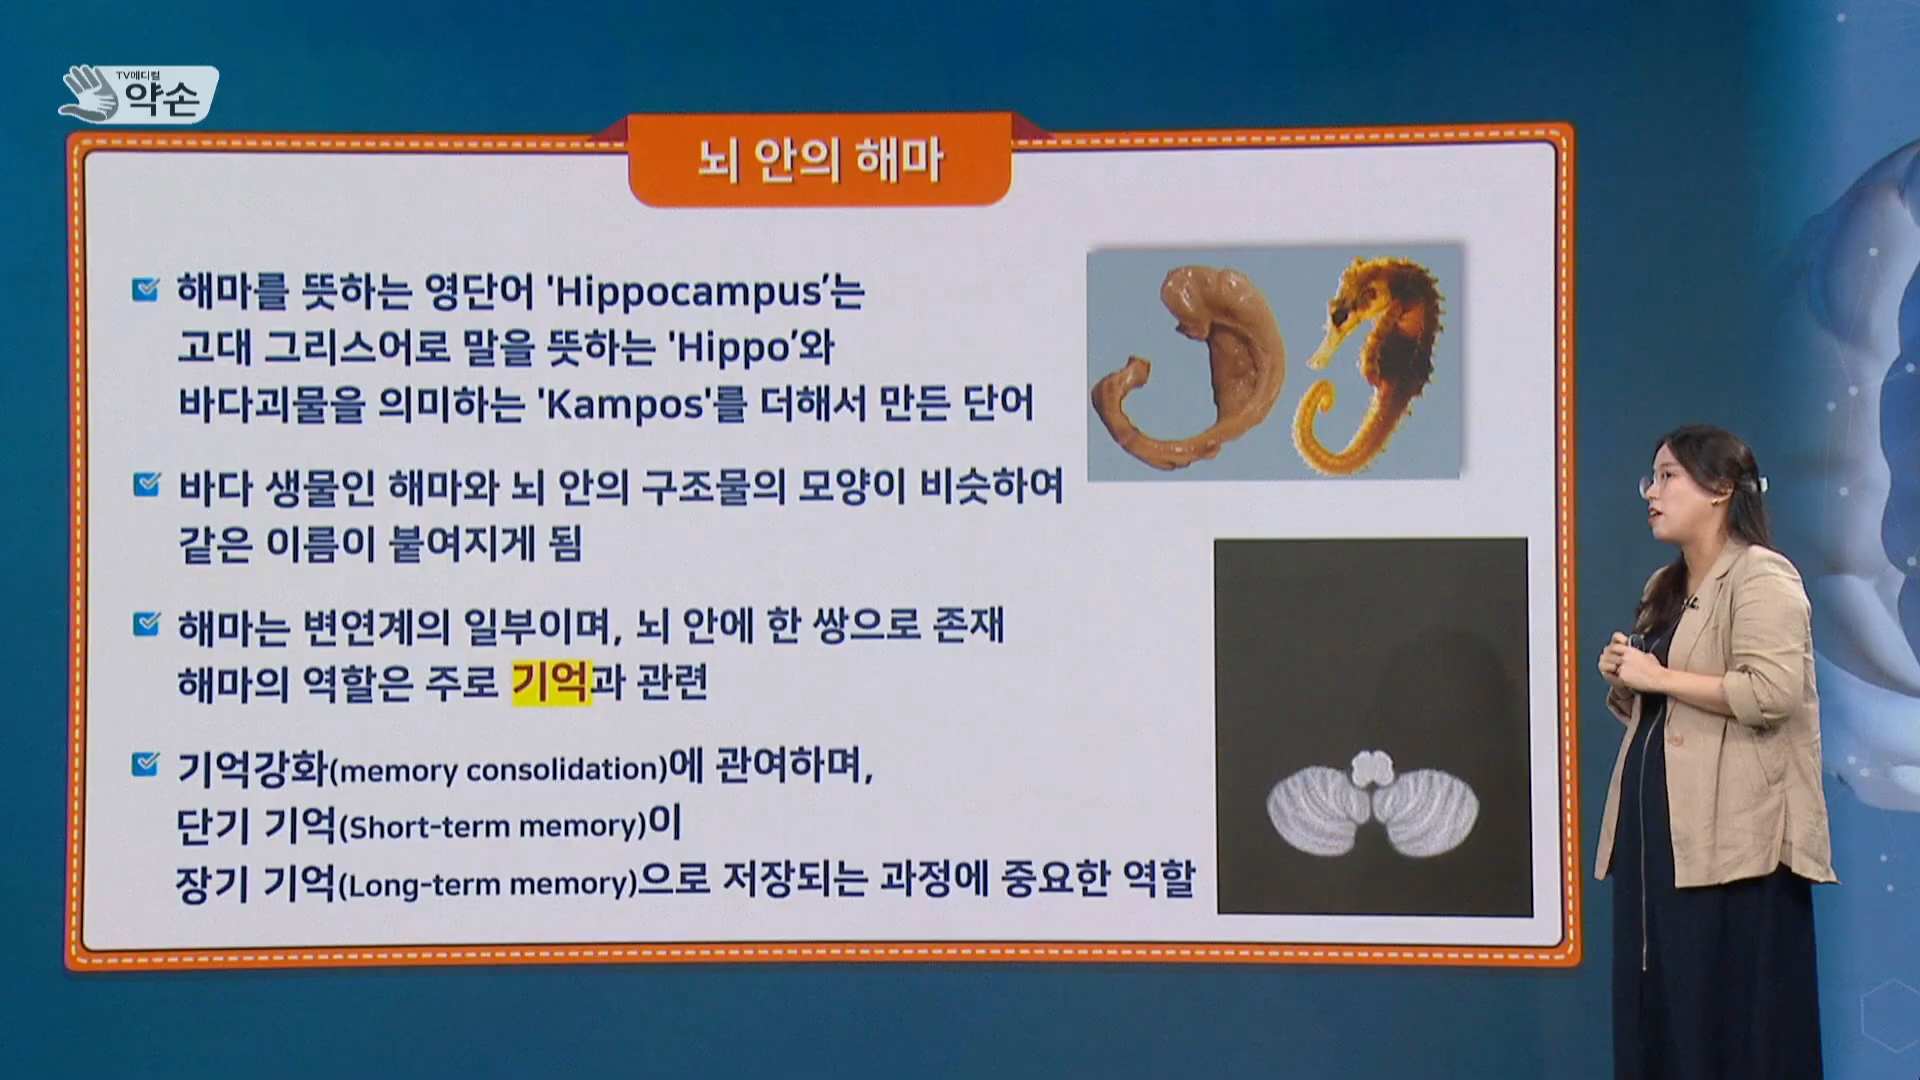 TV메디컬
약손
뇌 안의 해마
해마를 뜻하는 영단어 'Hippocampus'는
고대 그리스어로 말을 뜻하는 'Hippo'와
바다괴물을 의미하는 'Kampos'를 더해서 만든 단어
바다 생물인 해마와 뇌 안의 구조물의 모양이 비슷하여
같은 이름이 붙여지게 됨
해마는 변연계의 일부이며, 뇌 안에 한 쌍으로 존재
해마의 역할은 주로 기억과 관련
기억강화(memory consolidation)에 관여하며,
단기 기억(Short-term memory)이
장기 기억(Long-term memory)으로 저장되는 과정에 중요한 역할